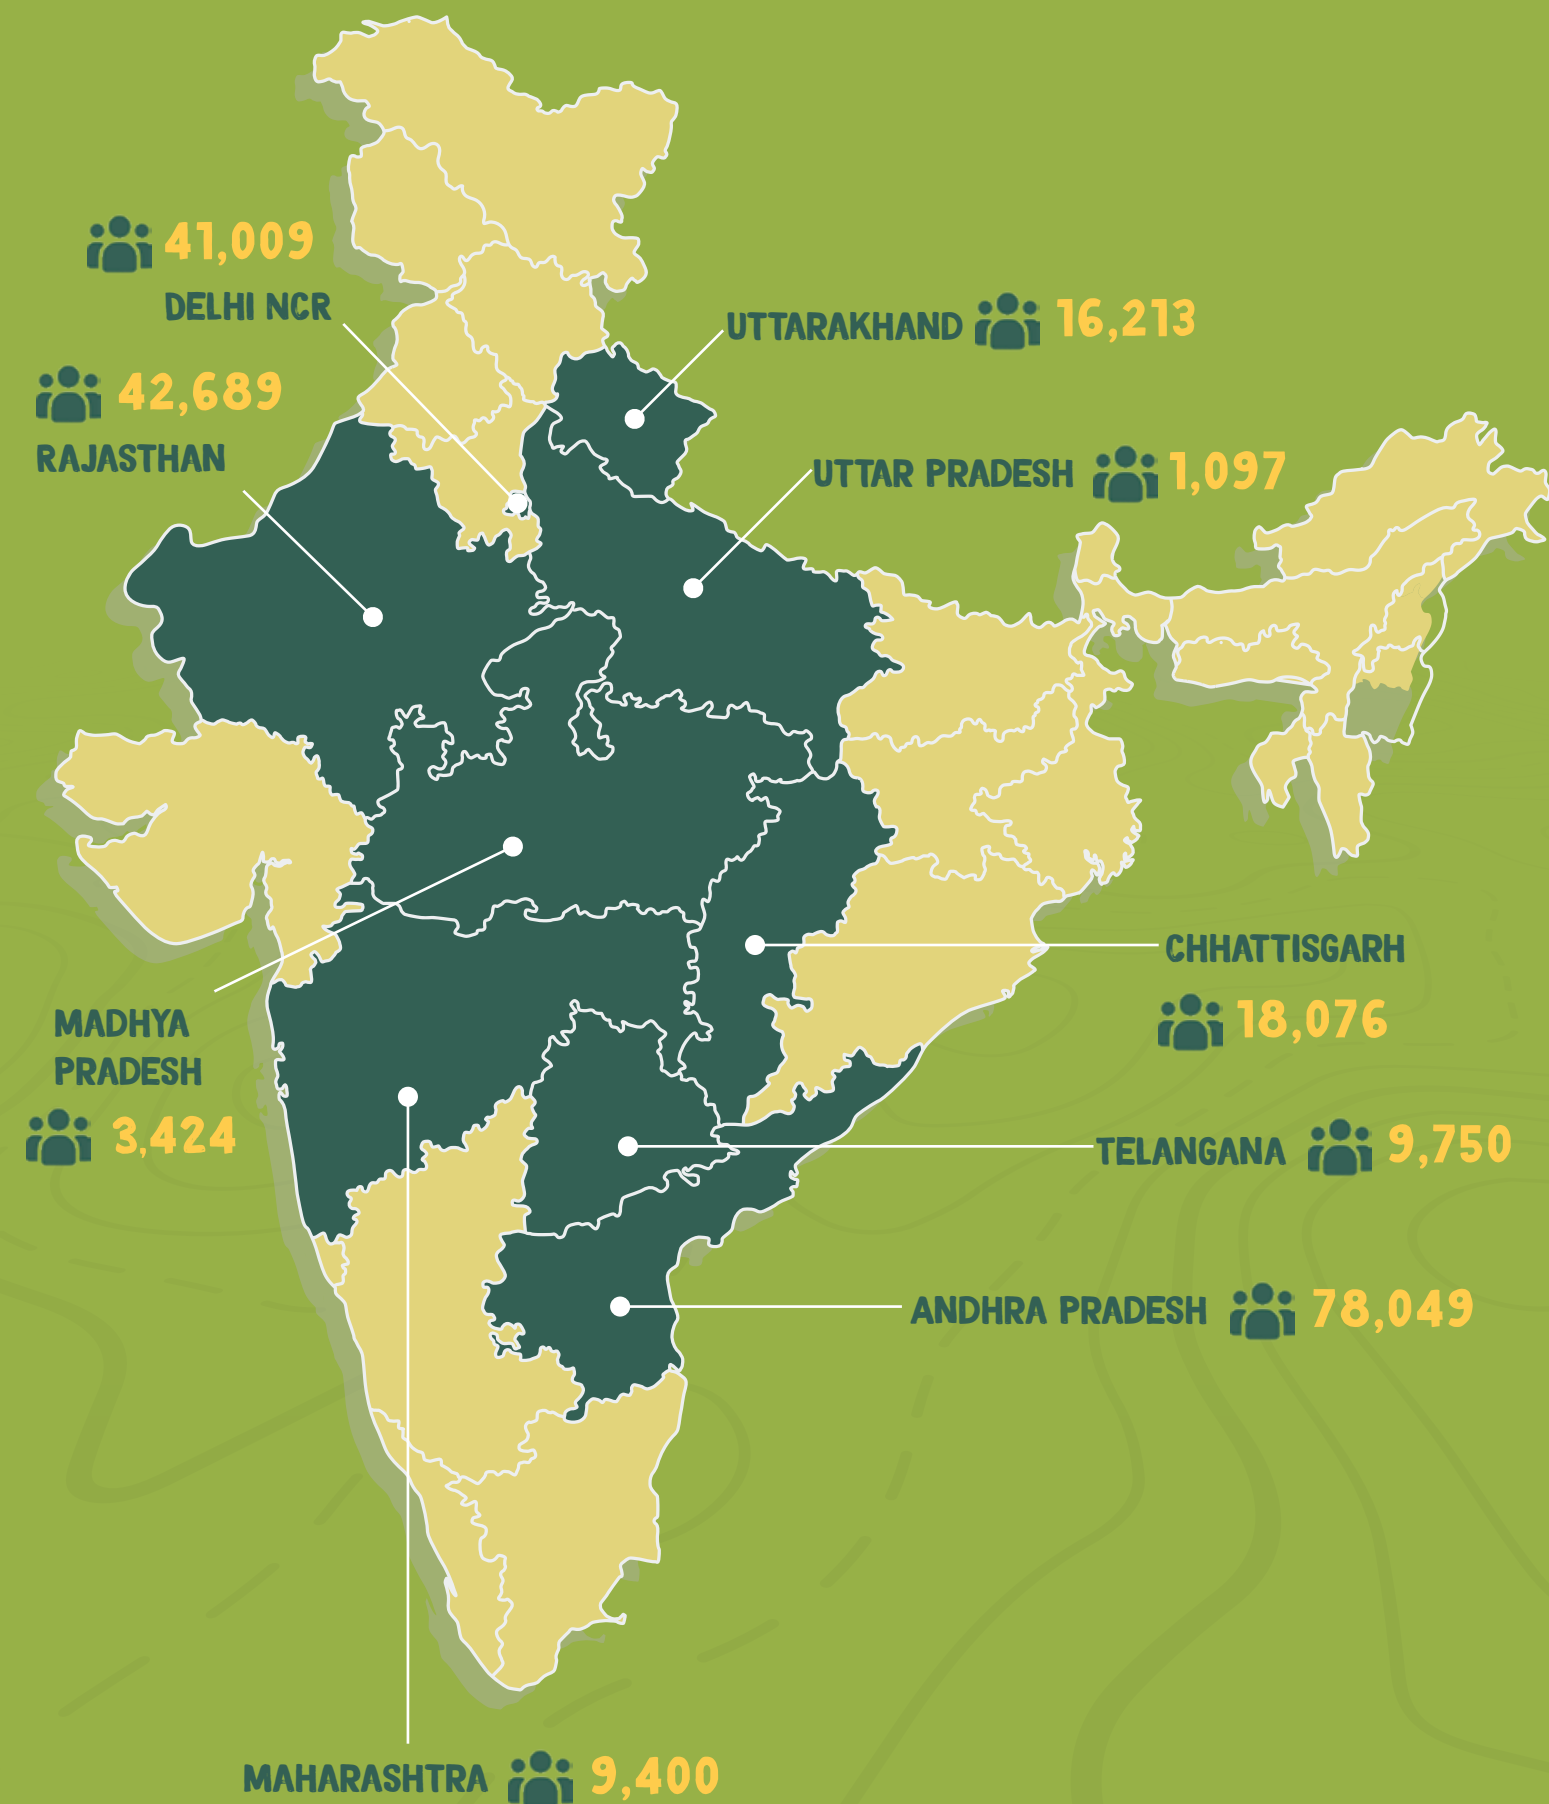 41,009
DELHI NCR
UTTARAKHAND 16,213
42,689
RAJASTHAN
UTTAR PRADESH 1,097
CHHATTISGARH
18,076
MADHYA
PRADESH
3,424
TELANGANA 9,750
ANDHRA PRADESH 78,049
MAHARASHTRA 9,400